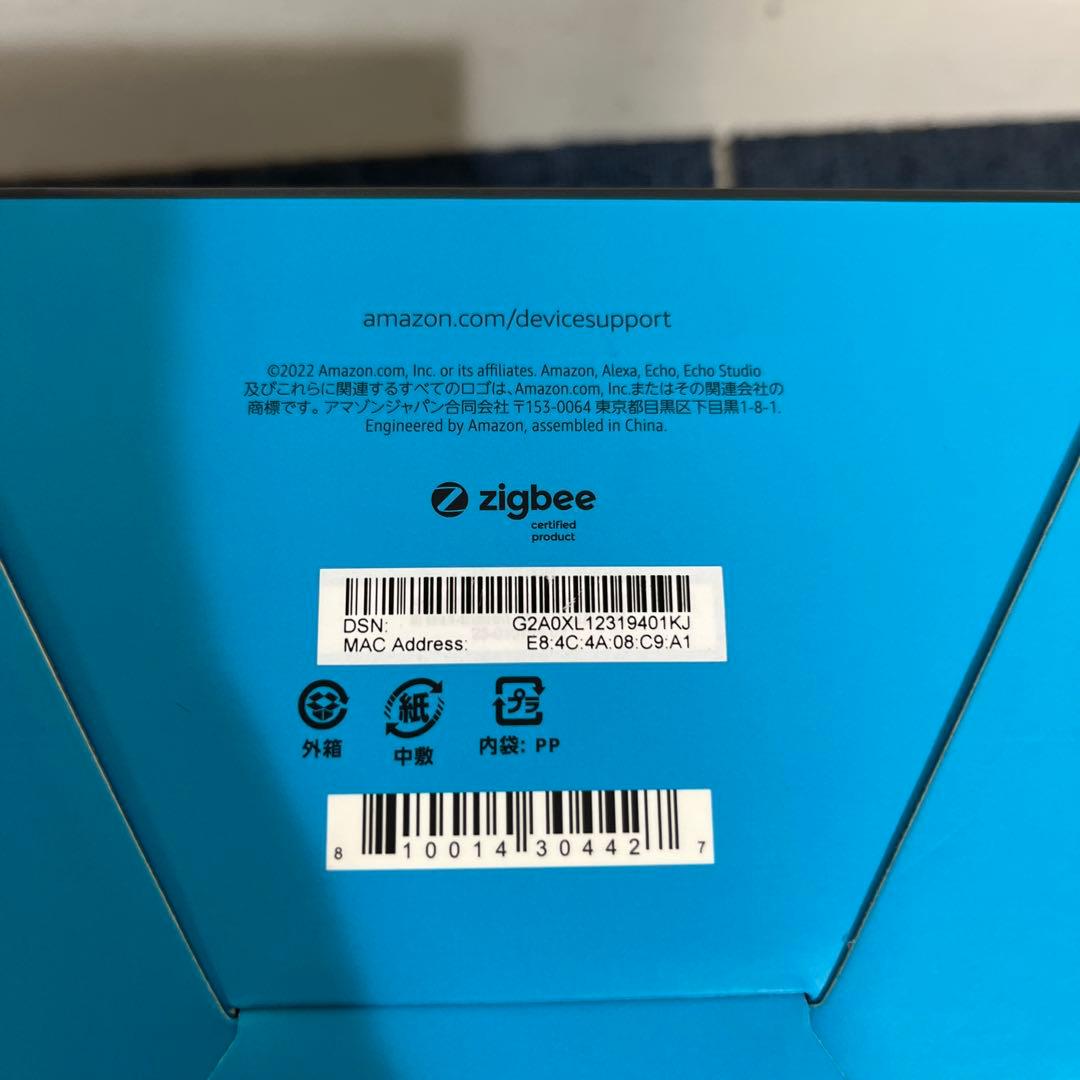 amazon.com/devicesupport
©2022 Amazon.com, Inc. or its affiliates. Amazon, Alexa, Echo, Echo Studio
及びこれらに関連するすべてのロゴは、Amazon.com, Inc.またはその関連会社の
商標です。アマゾンジャパン合同会社 〒153-0064 東京都目黒区下目黒1-8-1.
Engineered by Amazon, assembled in China.
zigbee
certified
product
DSN: G2A0XL12319401KJ
MAC Address: E8:4C:4A:08:C9:A1
紙 プラ
外箱 中敷 内袋: PP
8 10014 30442 7